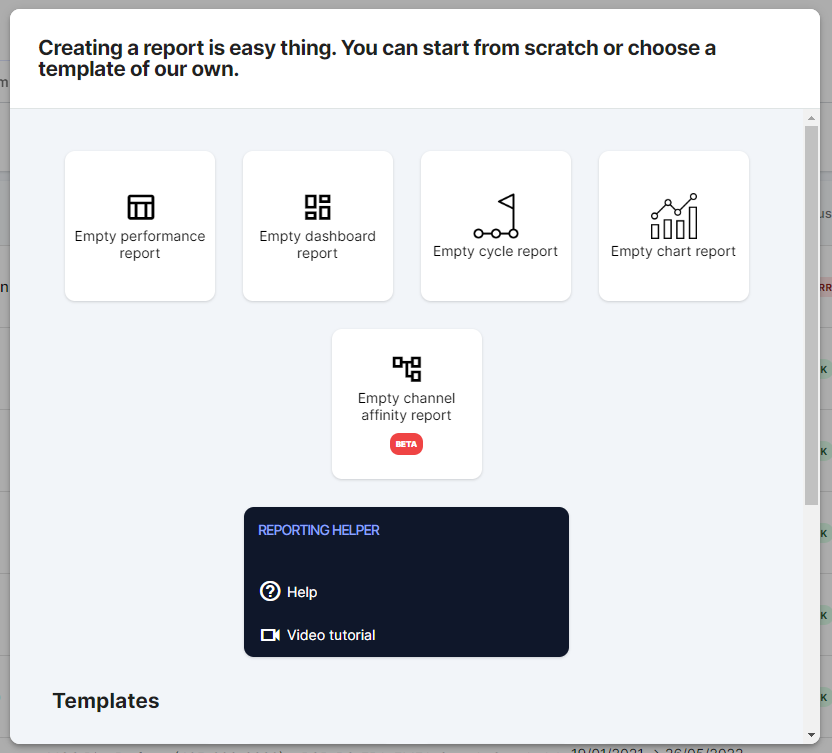 Creating a report is easy thing. You can start from scratch or choose a
template of our own.
Empty performance
report
Empty dashboard
report
Empty cycle report
Empty chart report
Empty channel
affinity report
BETA
REPORTING HELPER
Help
Video tutorial
Templates